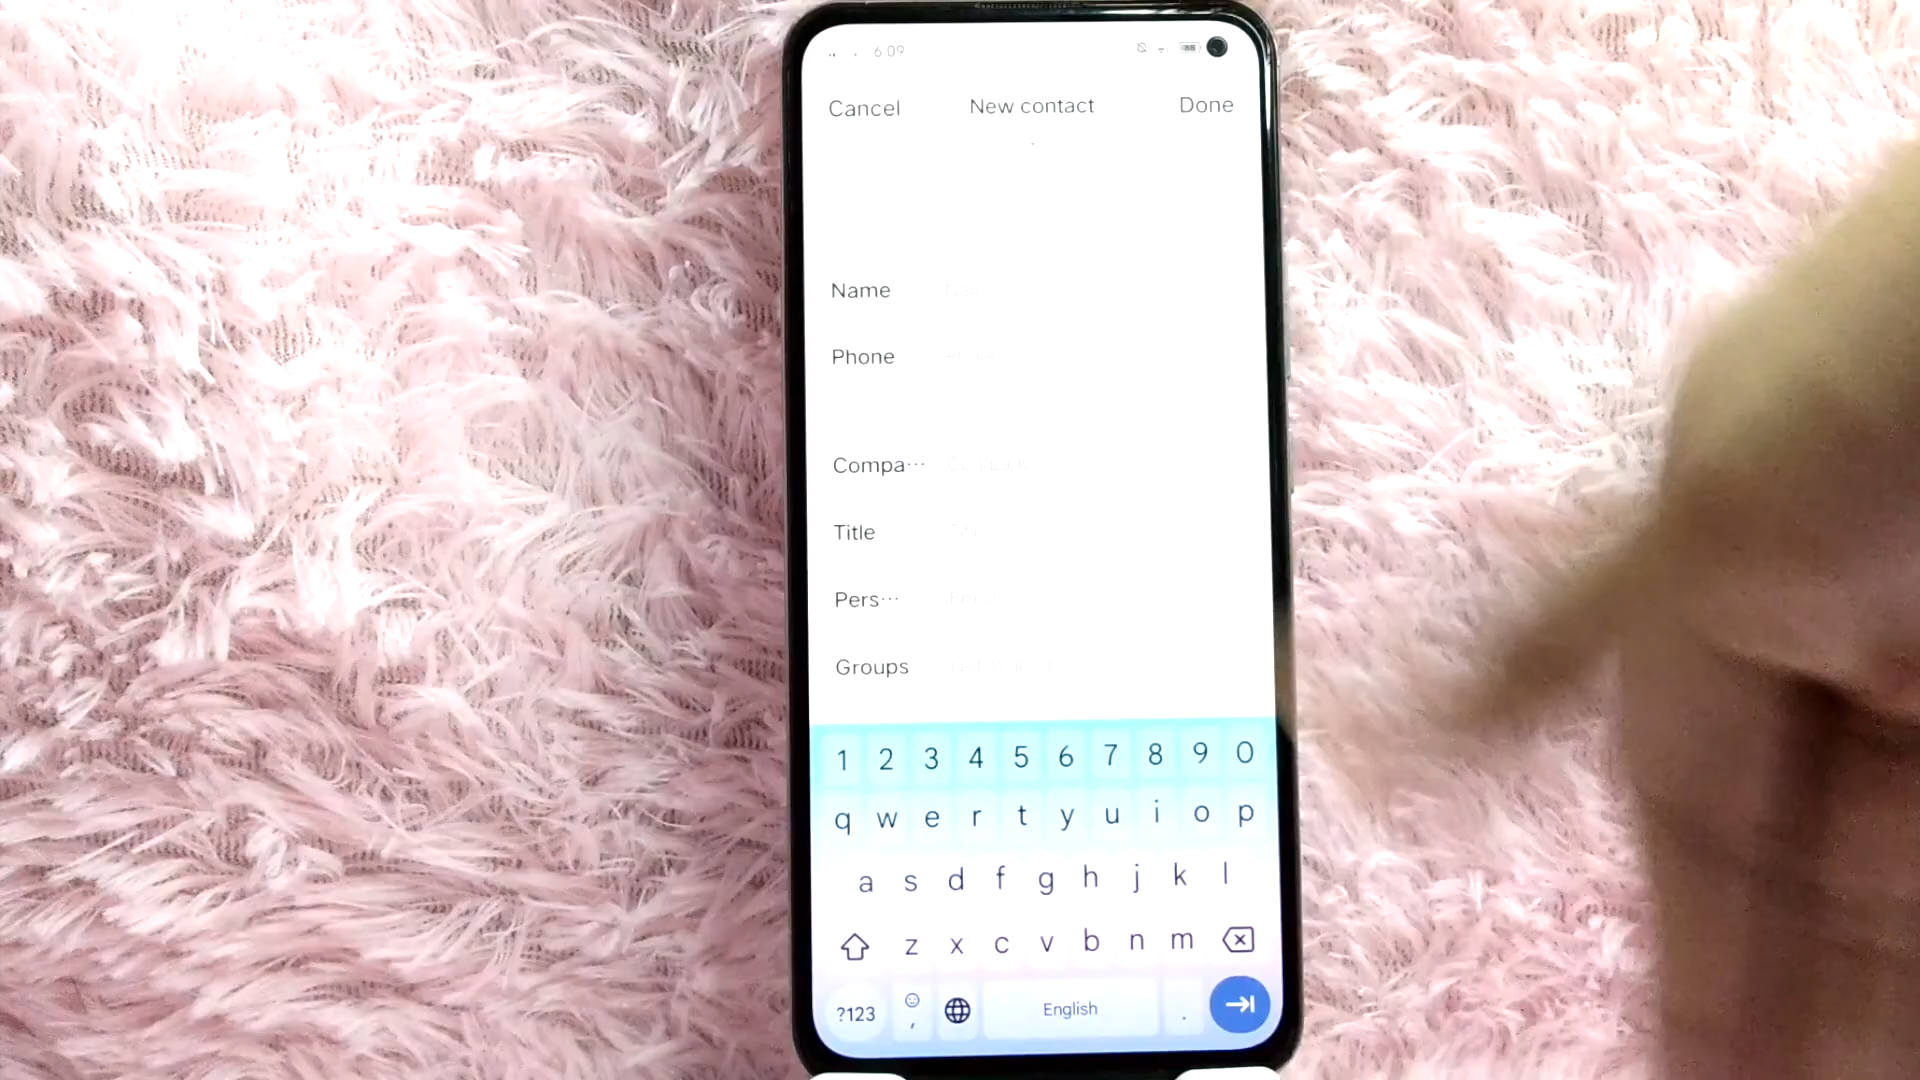 6:09 88
Cancel New contact Done
Name
Phone
Compa···
Title
Pers···
Groups
1 2 3 4 5 6 7 8 9 0
q w e r t y u i o p
a s d f g h j k l
z x c v b n m
?123 , English .